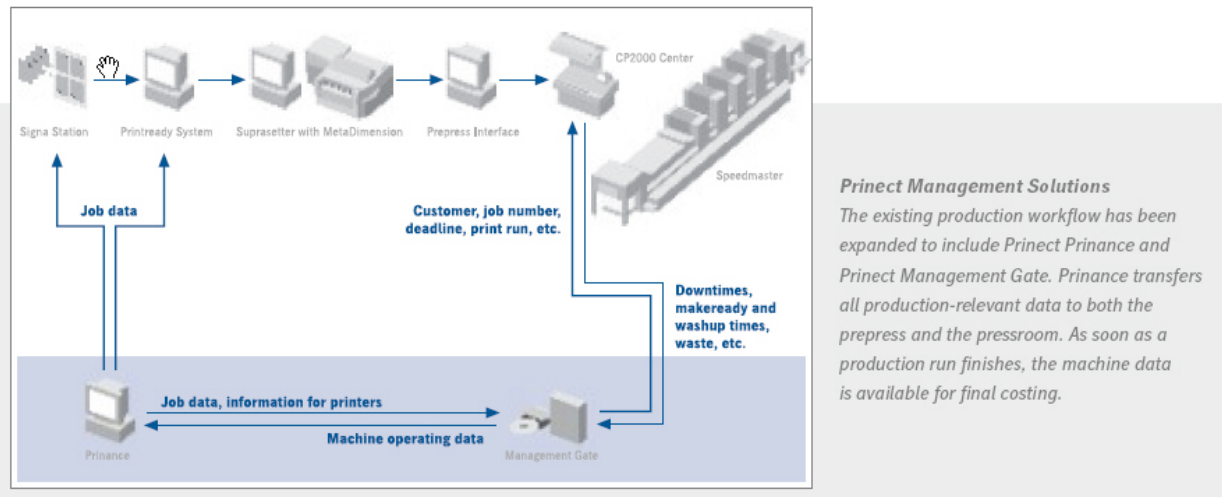 CP2000 Center
Signa Station
Printready System
Suprasetter with MetaDimension
Prepress Interface
Speedmaster
Job data
Customer, job number,
deadline, print run, etc.
Downtimes,
makeready and
washup times,
waste, etc.
Job data, information for printers
Machine operating data
Prinance
Management Gate
Prinect Management Solutions
The existing production workflow has been
expanded to include Prinect Prinance and
Prinect Management Gate. Prinance transfers
all production-relevant data to both the
prepress and the pressroom. As soon as a
production run finishes, the machine data
is available for final costing.